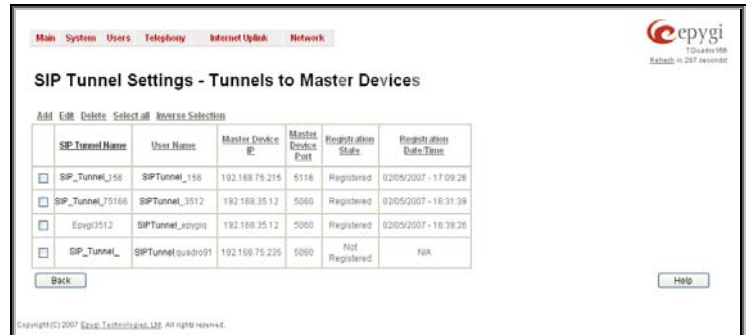 Main System Users Telephony Internet Uplink Network
epygi
TQuadro168
Refresh in 287 seconds!
SIP Tunnel Settings - Tunnels to Master Devices
Add Edit Delete Select all Inverse Selection
SIP Tunnel Name User Name Master Device IP Master Device Port Registration State Registration Date/Time
SIP_Tunnel_156 SIPTunnel_156 192.168.75.216 5116 Registered 02/05/2007 - 17:09:26
SIP_Tunnel_75166 SIPTunnel_3512 192.168.35.12 5060 Registered 02/05/2007 - 16:31:39
Epygi3512 SIPTunnel_epygiq 192.168.35.12 5060 Registered 02/05/2007 - 16:39:26
SIP_Tunnel_ SIPTunnel quadro91 192.168.75.235 5060 Not Registered N/A
Back Help
Copyright (C) 2007 Epygi Technologies, Ltd. All rights reserved.